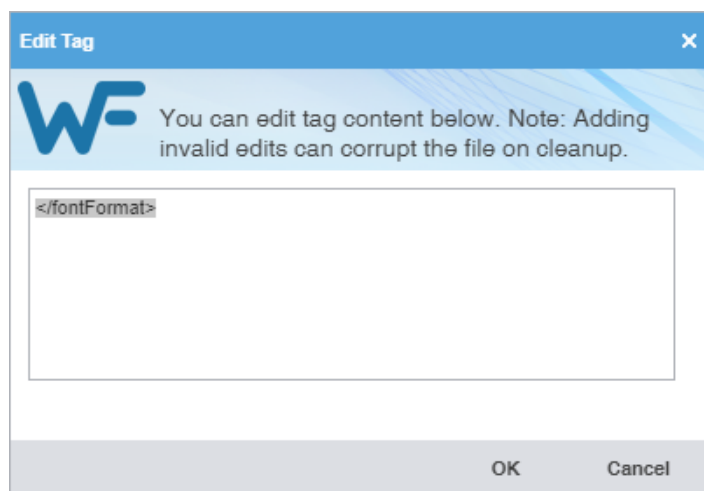 Edit Tag
WF
You can edit tag content below. Note: Adding
invalid edits can corrupt the file on cleanup.
</fontFormat>
OK Cancel